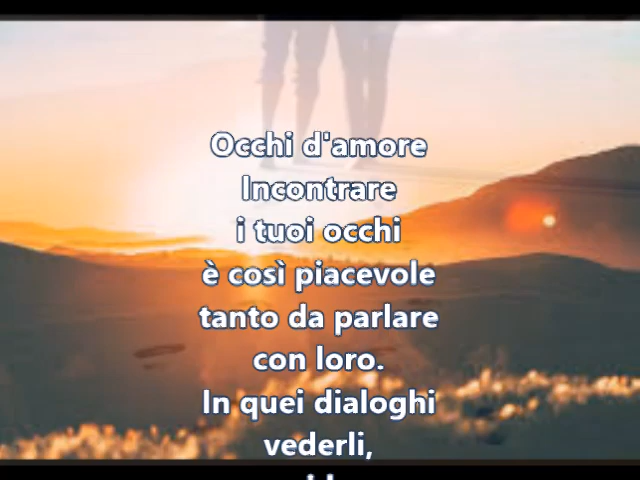 Occhi d'amore
Incontrare
i tuoi occhi
è così piacevole
tanto da parlare
con loro.
In quei dialoghi
vederli,